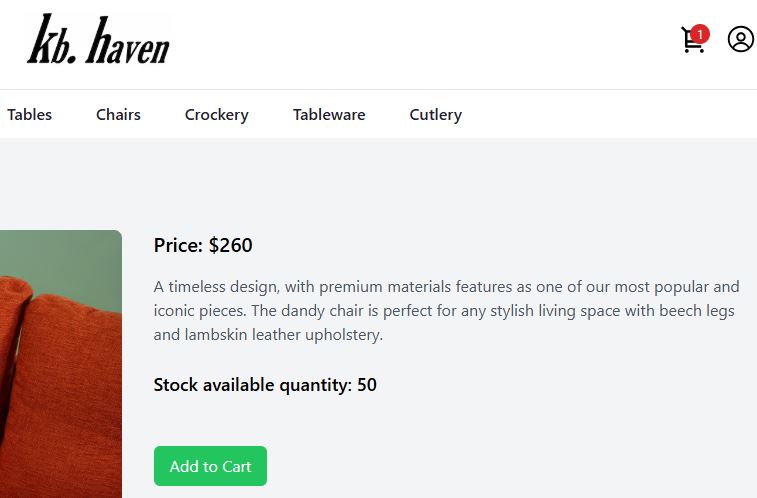 kb. haven
1
Tables Chairs Crockery Tableware Cutlery
Price: $260
A timeless design, with premium materials features as one of our most popular and
iconic pieces. The dandy chair is perfect for any stylish living space with beech legs
and lambskin leather upholstery.
Stock available quantity: 50
Add to Cart